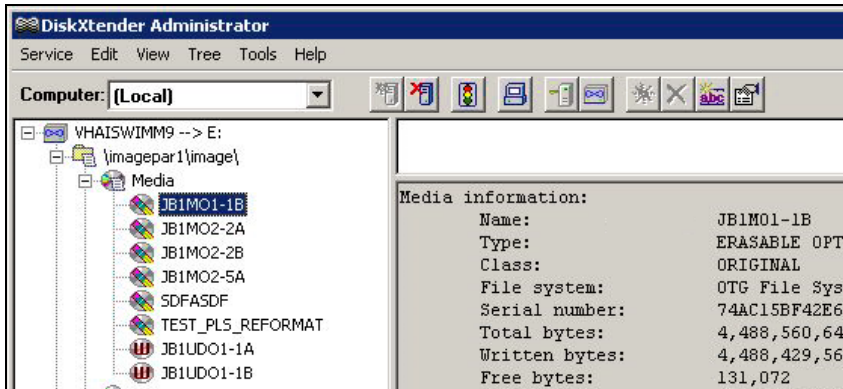 DiskXtender Administrator
Service Edit View Tree Tools Help
Computer: (Local)
abc
VHAISWIMM9 --> E:
\imagepar1\image\
Media
JB1MO1-1B
JB1MO2-2A
JB1MO2-2B
JB1MO2-5A
SDFASDF
TEST_PLS_REFORMAT
JB1UDO1-1A
JB1UDO1-1B
Media information:
Name: JB1MO1-1B
Type: ERASABLE OPT
Class: ORIGINAL
File system: OTG File Sys
Serial number: 74AC15BF42E6
Total bytes: 4,488,560,64
Written bytes: 4,488,429,56
Free bytes: 131,072